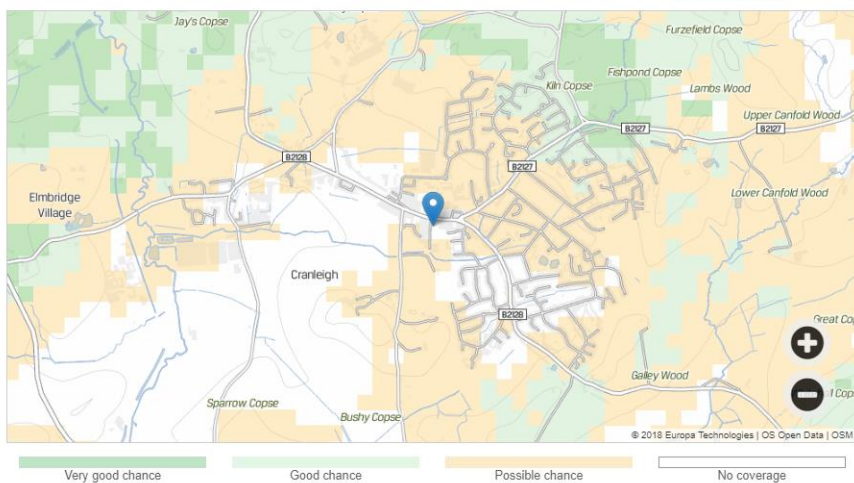 Jay's Copse
Furzefield Copse
Fishpond Copse
Kiln Copse
Lambs Wood
Upper Canfold Wood
B2127
B2127
B2128
B2127
Elmbridge
Village
Lower Canfold Wood
Cranleigh
B2128
Great Cop
Galley Wood
Sparrow Copse
Bushy Copse
Copse
© 2018 Europa Technologies | OS Open Data | OSM
Very good chance
Good chance
Possible chance
No coverage